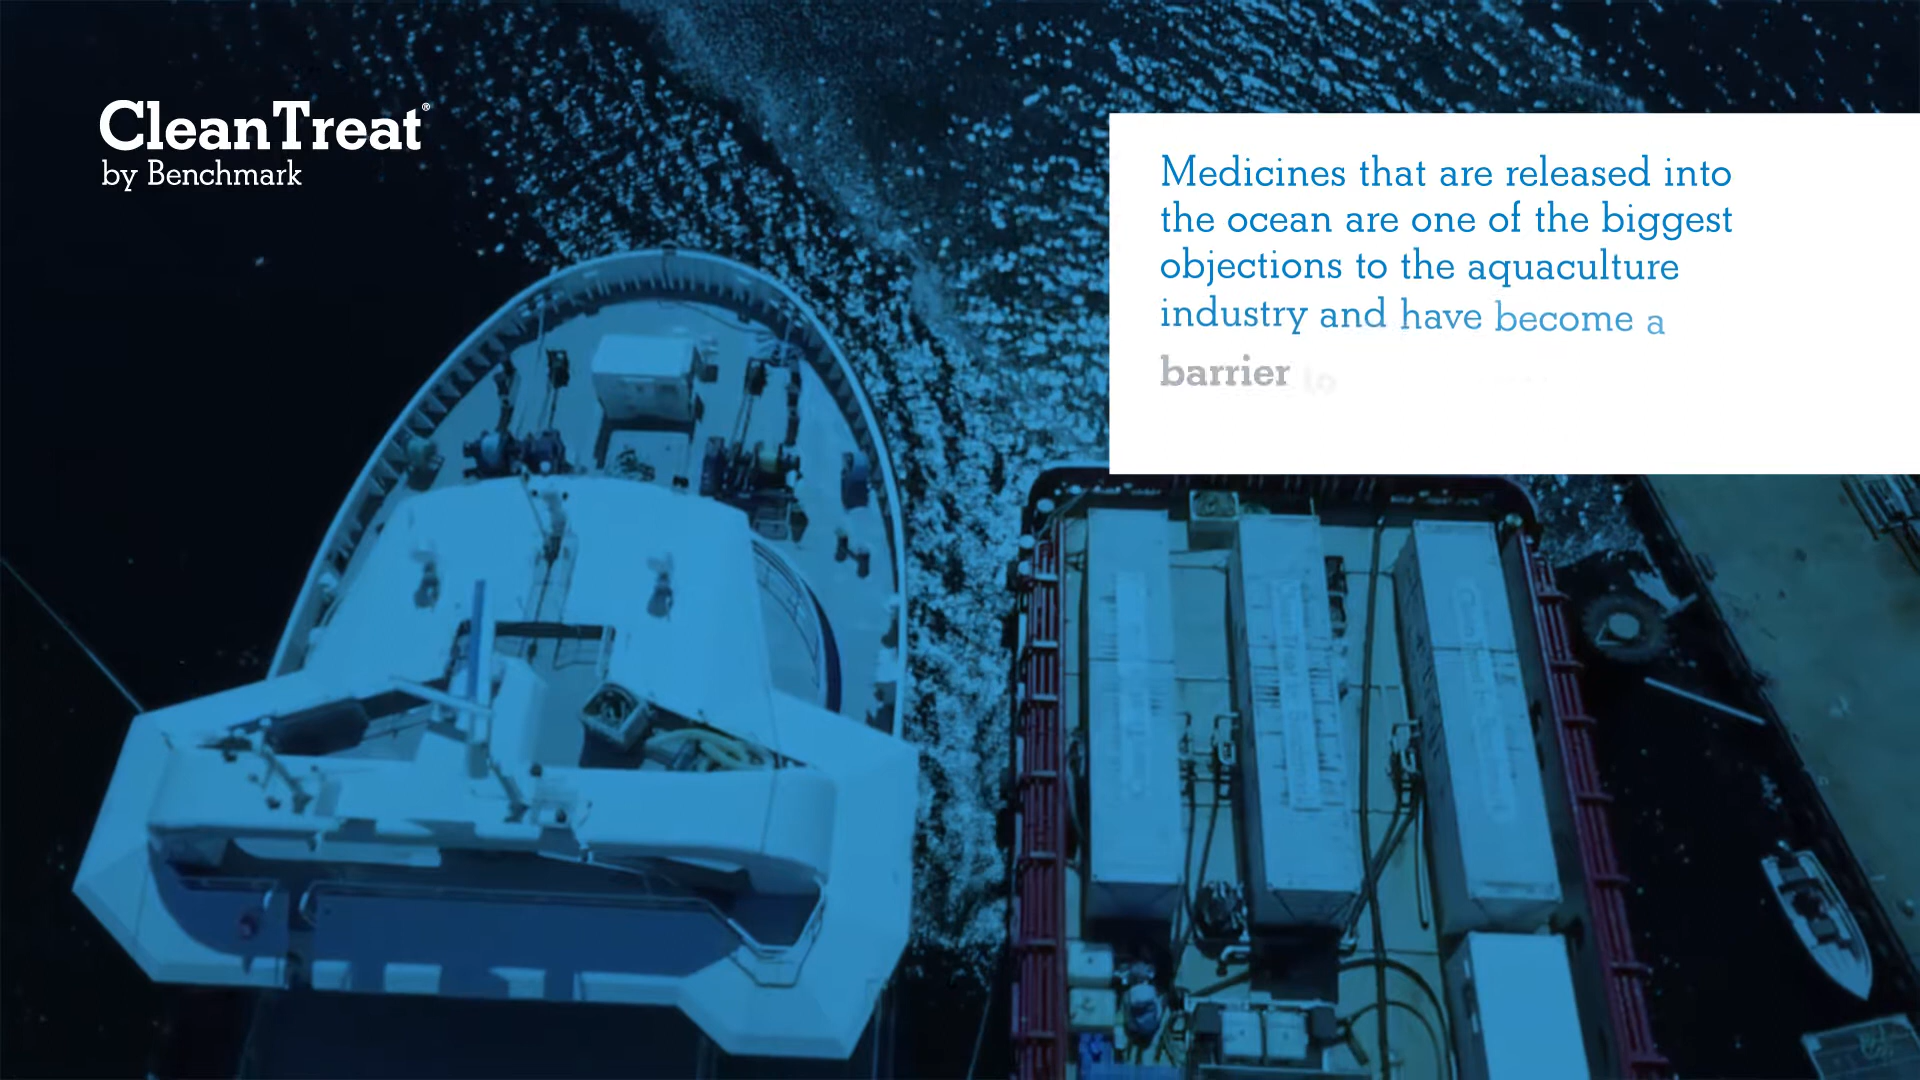 CleanTreat®
by Benchmark
Medicines that are released into
the ocean are one of the biggest
objections to the aquaculture
industry and have become a
barrier to